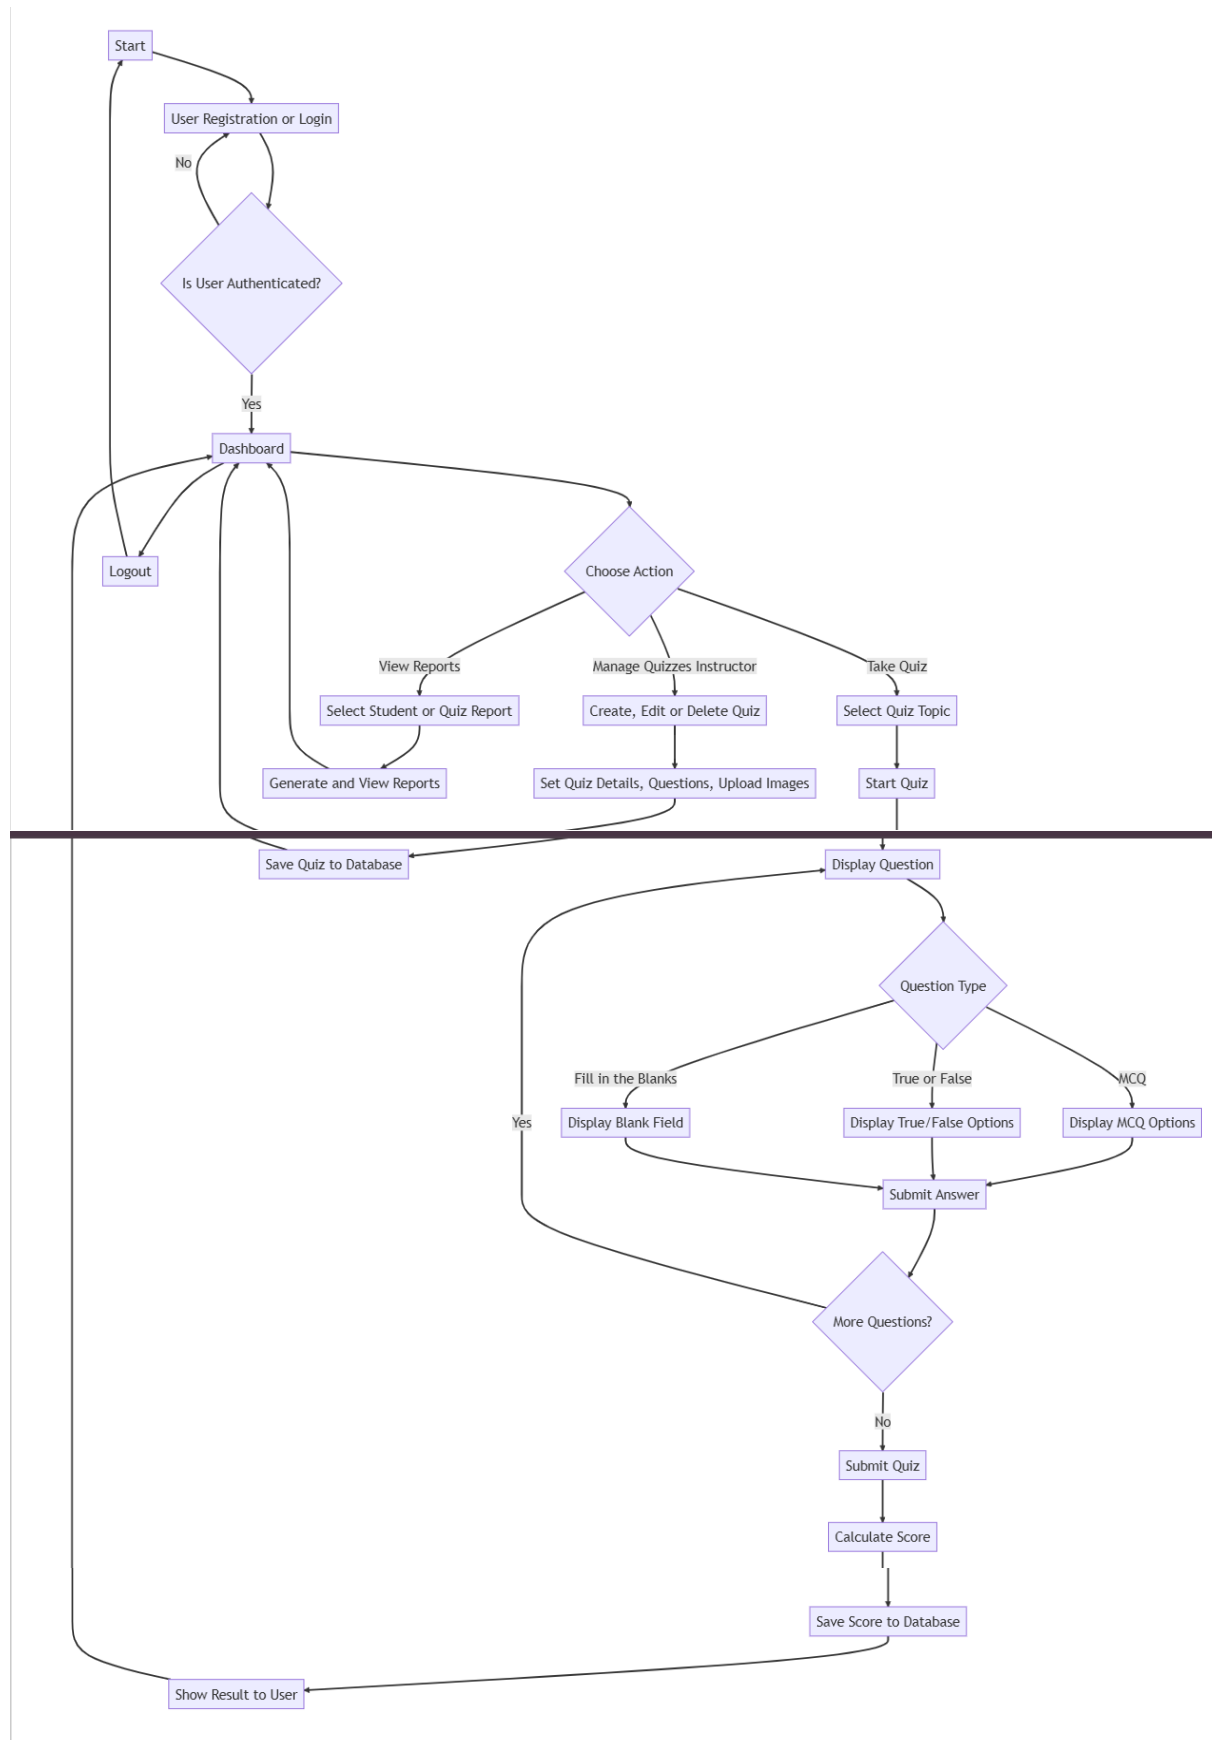 Start
User Registration or Login
No
Is User Authenticated?
Yes
Dashboard
Logout
Choose Action
View Reports
Manage Quizzes Instructor
Take Quiz
Select Student or Quiz Report
Create, Edit or Delete Quiz
Select Quiz Topic
Generate and View Reports
Set Quiz Details, Questions, Upload Images
Start Quiz
Save Quiz to Database
Display Question
Question Type
Fill in the Blanks
True or False
MCQ
Yes
Display Blank Field
Display True/False Options
Display MCQ Options
Submit Answer
More Questions?
No
Submit Quiz
Calculate Score
Save Score to Database
Show Result to User